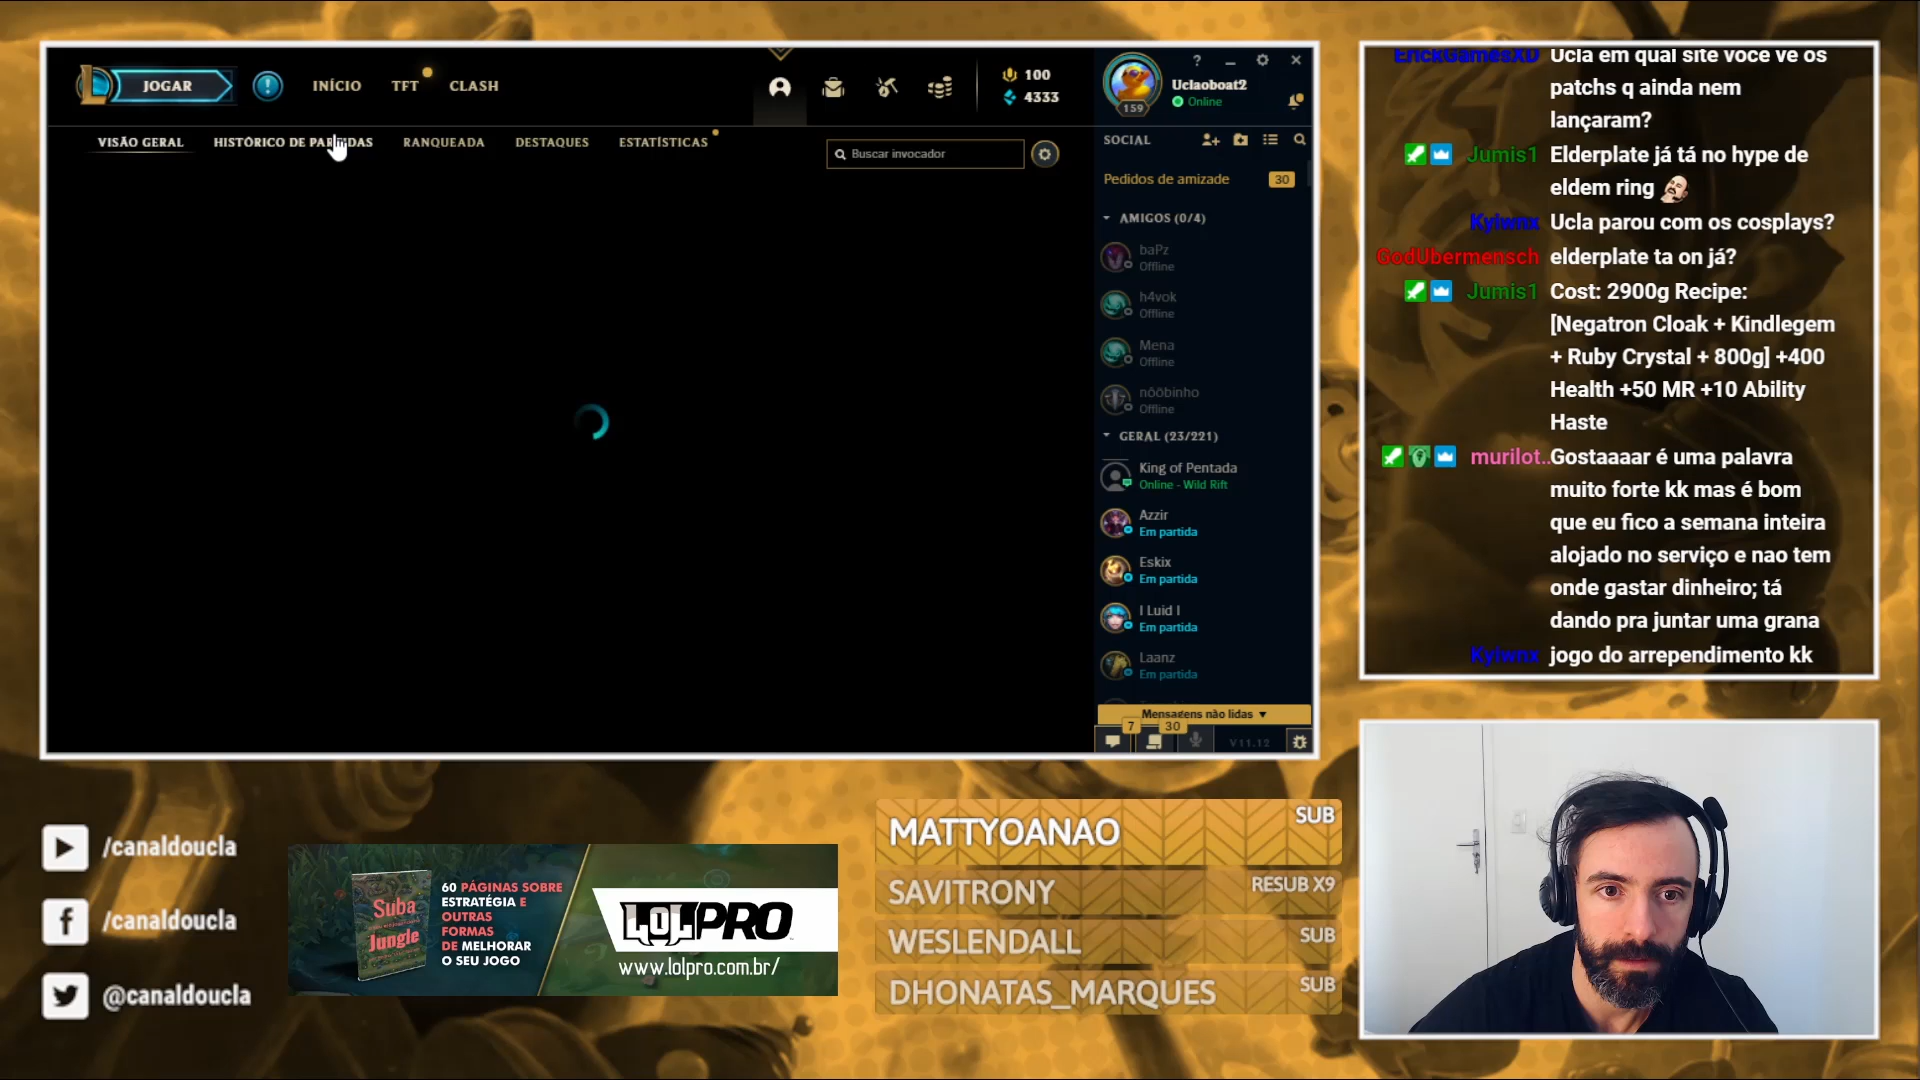 JOGAR
INÍCIO
TFT
CLASH
100
4333
Uclaoboat2
Online
159
VISÃO GERAL
HISTÓRICO DE PARTIDAS
RANQUEADA
DESTAQUES
ESTATÍSTICAS
Buscar invocador
SOCIAL
Pedidos de amizade
30
AMIGOS (0/4)
baPz
Offline
h4vok
Offline
Mena
Offline
nôôbinho
Offline
GERAL (23/221)
King of Pentada
Online - Wild Rift
Azzir
Em partida
Eskix
Em partida
I Luid I
Em partida
Laanz
Em partida
Mensagens não lidas
7
30
V11.12
ErickGamesXD Ucla em qual site voce ve os
patchs q ainda nem
lançaram?
Jumis1 Elderplate já tá no hype de
eldem ring
Kyiwnx Ucla parou com os cosplays?
GodUbermensch elderplate ta on já?
Jumis1 Cost: 2900g Recipe:
[Negatron Cloak + Kindlegem
+ Ruby Crystal + 800g] +400
Health +50 MR +10 Ability
Haste
murilot.. Gostaaaar é uma palavra
muito forte kk mas é bom
que eu fico a semana inteira
alojado no serviço e nao tem
onde gastar dinheiro; tá
dando pra juntar uma grana
Kyiwnx jogo do arrependimento kk
/canaldoucla
/canaldoucla
@canaldoucla
Suba
Jungle
60 PÁGINAS SOBRE
ESTRATÉGIA E
OUTRAS
FORMAS
DE MELHORAR
O SEU JOGO
LOLPRO
www.lolpro.com.br/
MATTYOANAO SUB
SAVITRONY RESUB X9
WESLENDALL SUB
DHONATAS_MARQUES SUB